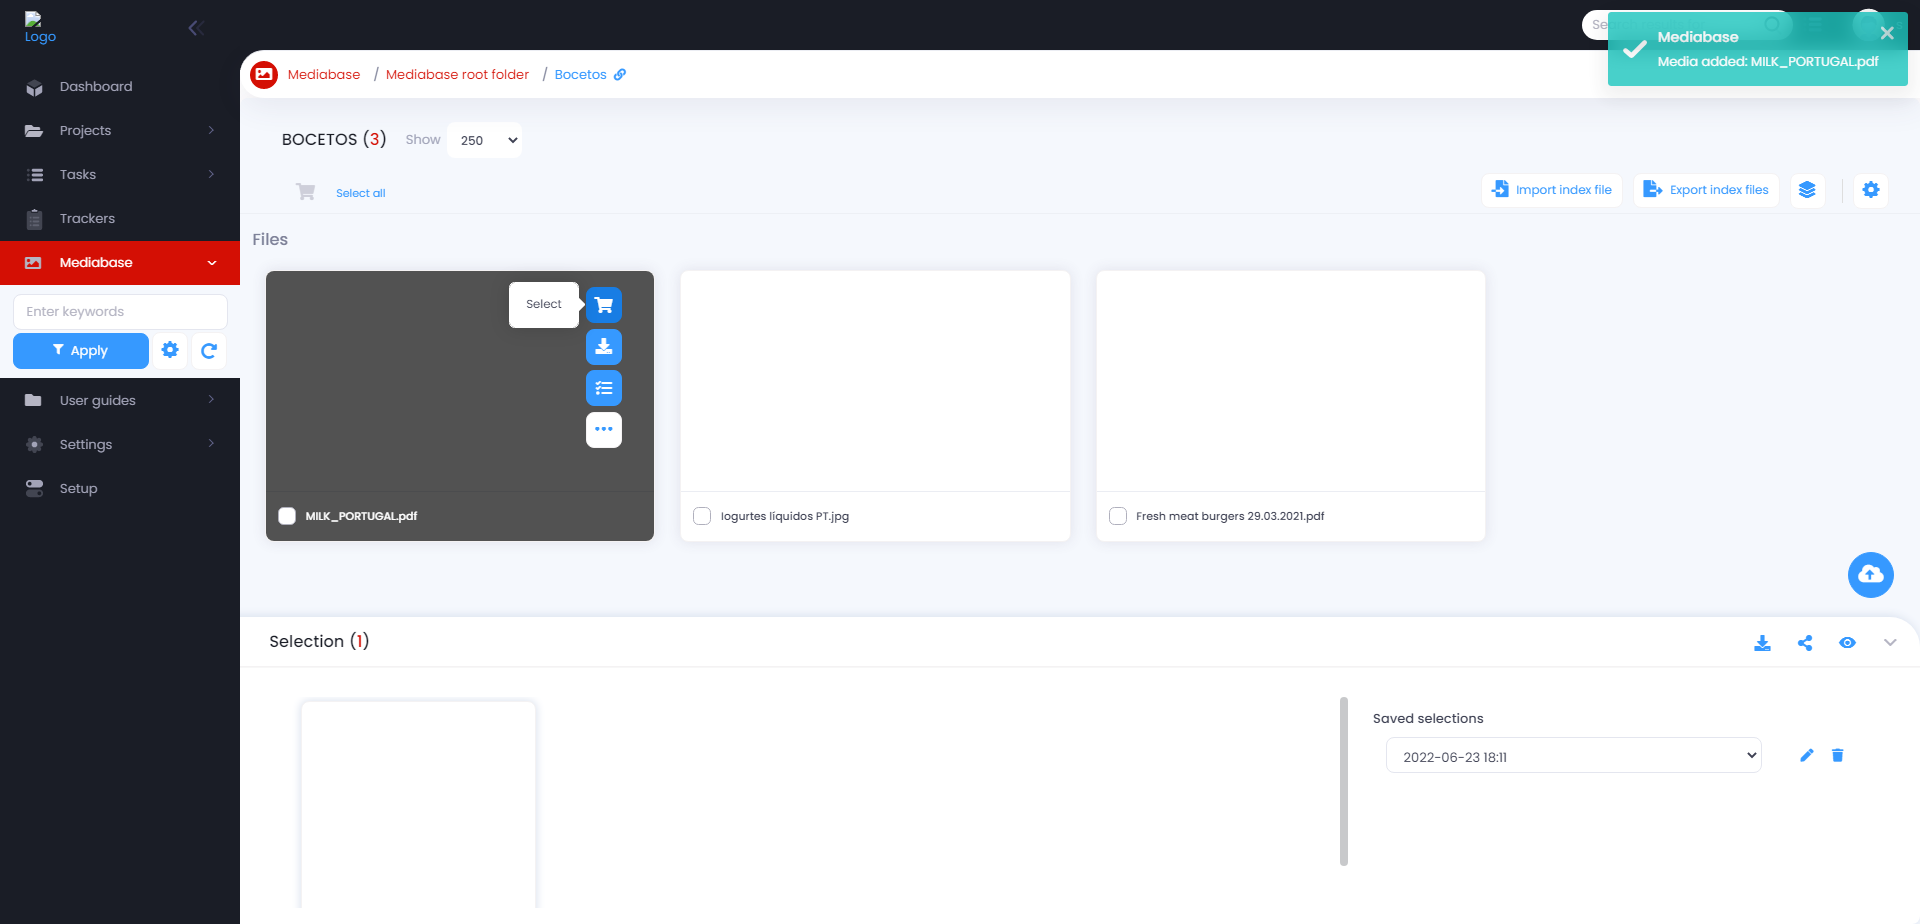 Logo
Dashboard
Projects
Tasks
Trackers
Mediabase
Enter keywords
Apply
User guides
Settings
Setup
Mediabase / Mediabase root folder / Bocetos
Mediabase
Media added: MILK_PORTUGAL.pdf
BOCETOS (3) Show 250
Select all
Import index file
Export index files
Files
Select
MILK_PORTUGAL.pdf
Iogurtes líquidos PT.jpg
Fresh meat burgers 29.03.2021.pdf
Selection (1)
Saved selections
2022-06-23 18:11